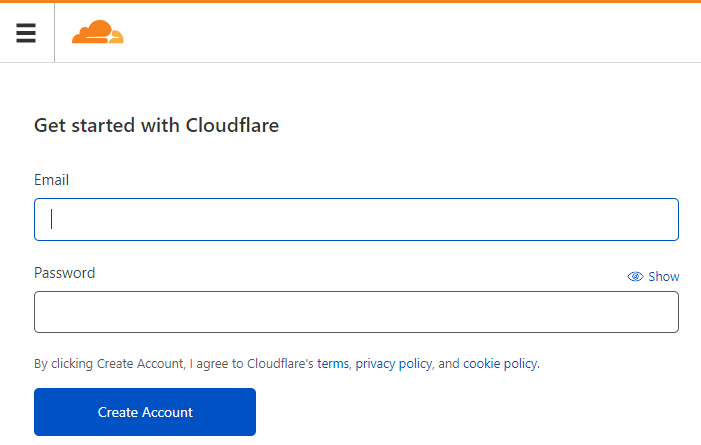 Get started with Cloudflare
Email
Password
Show
By clicking Create Account, I agree to Cloudflare's terms, privacy policy, and cookie policy.
Create Account